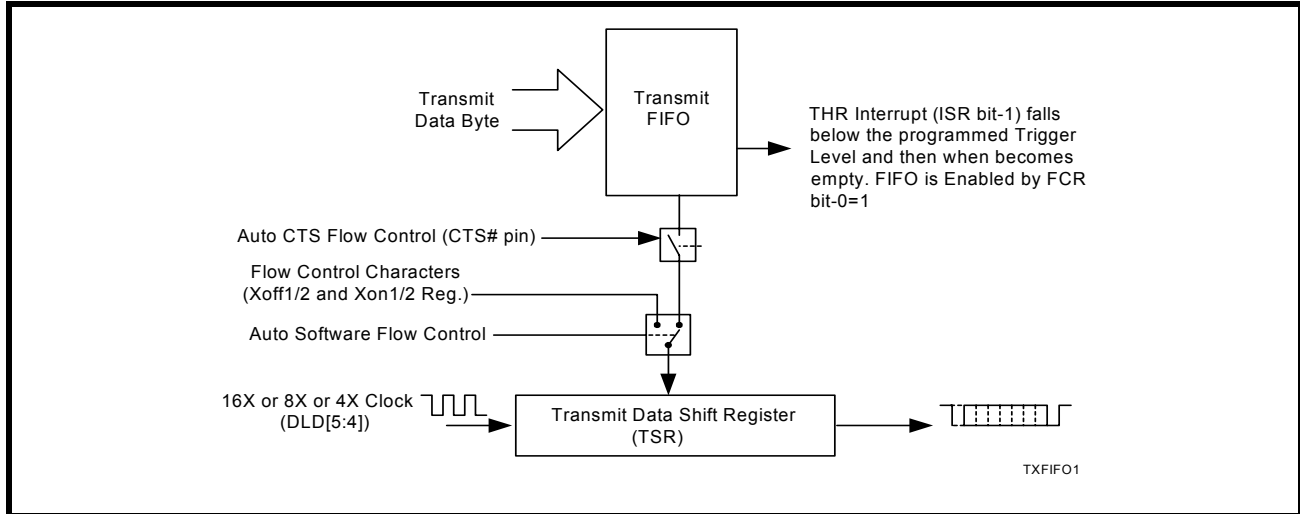 Transmit
Data Byte
Transmit
FIFO
THR Interrupt (ISR bit-1) falls
below the programmed Trigger
Level and then when becomes
empty. FIFO is Enabled by FCR
bit-0=1
Auto CTS Flow Control (CTS# pin)
Flow Control Characters
(Xoff1/2 and Xon1/2 Reg.)
Auto Software Flow Control
16X or 8X or 4X Clock
(DLD[5:4])
Transmit Data Shift Register
(TSR)
TXFIFO1